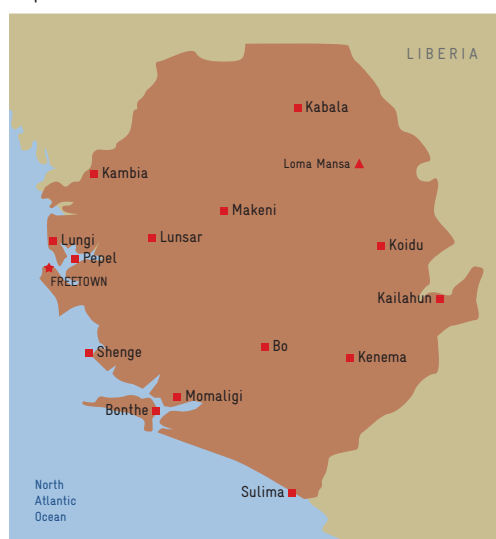 LIBERIA
Kabala
Loma Mansa
Kambia
Makeni
Lungi
Lunsar
Koidu
Pepel
FREETOWN
Kailahun
Shenge
Bo
Kenema
Momaligi
Bonthe
Sulima
North
Atlantic
Ocean